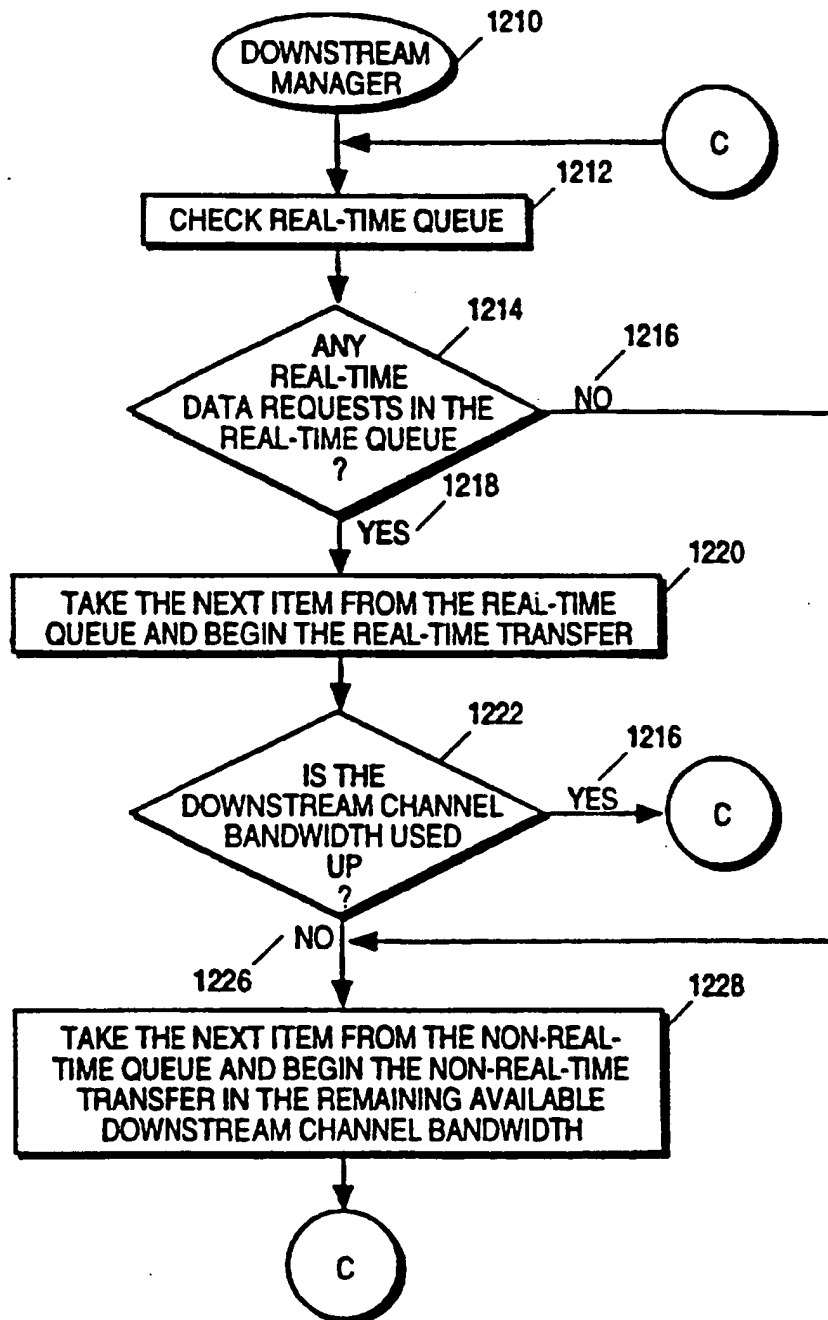 1210
DOWNSTREAM
MANAGER
C
1212
CHECK REAL-TIME QUEUE
1214
ANY
REAL-TIME
DATA REQUESTS IN THE
REAL-TIME QUEUE
?
1216
NO
1218
YES
1220
TAKE THE NEXT ITEM FROM THE REAL-TIME
QUEUE AND BEGIN THE REAL-TIME TRANSFER
1222
IS THE
DOWNSTREAM CHANNEL
BANDWIDTH USED
UP
?
1216
YES
C
NO
1226
1228
TAKE THE NEXT ITEM FROM THE NON-REAL-
TIME QUEUE AND BEGIN THE NON-REAL-TIME
TRANSFER IN THE REMAINING AVAILABLE
DOWNSTREAM CHANNEL BANDWIDTH
C